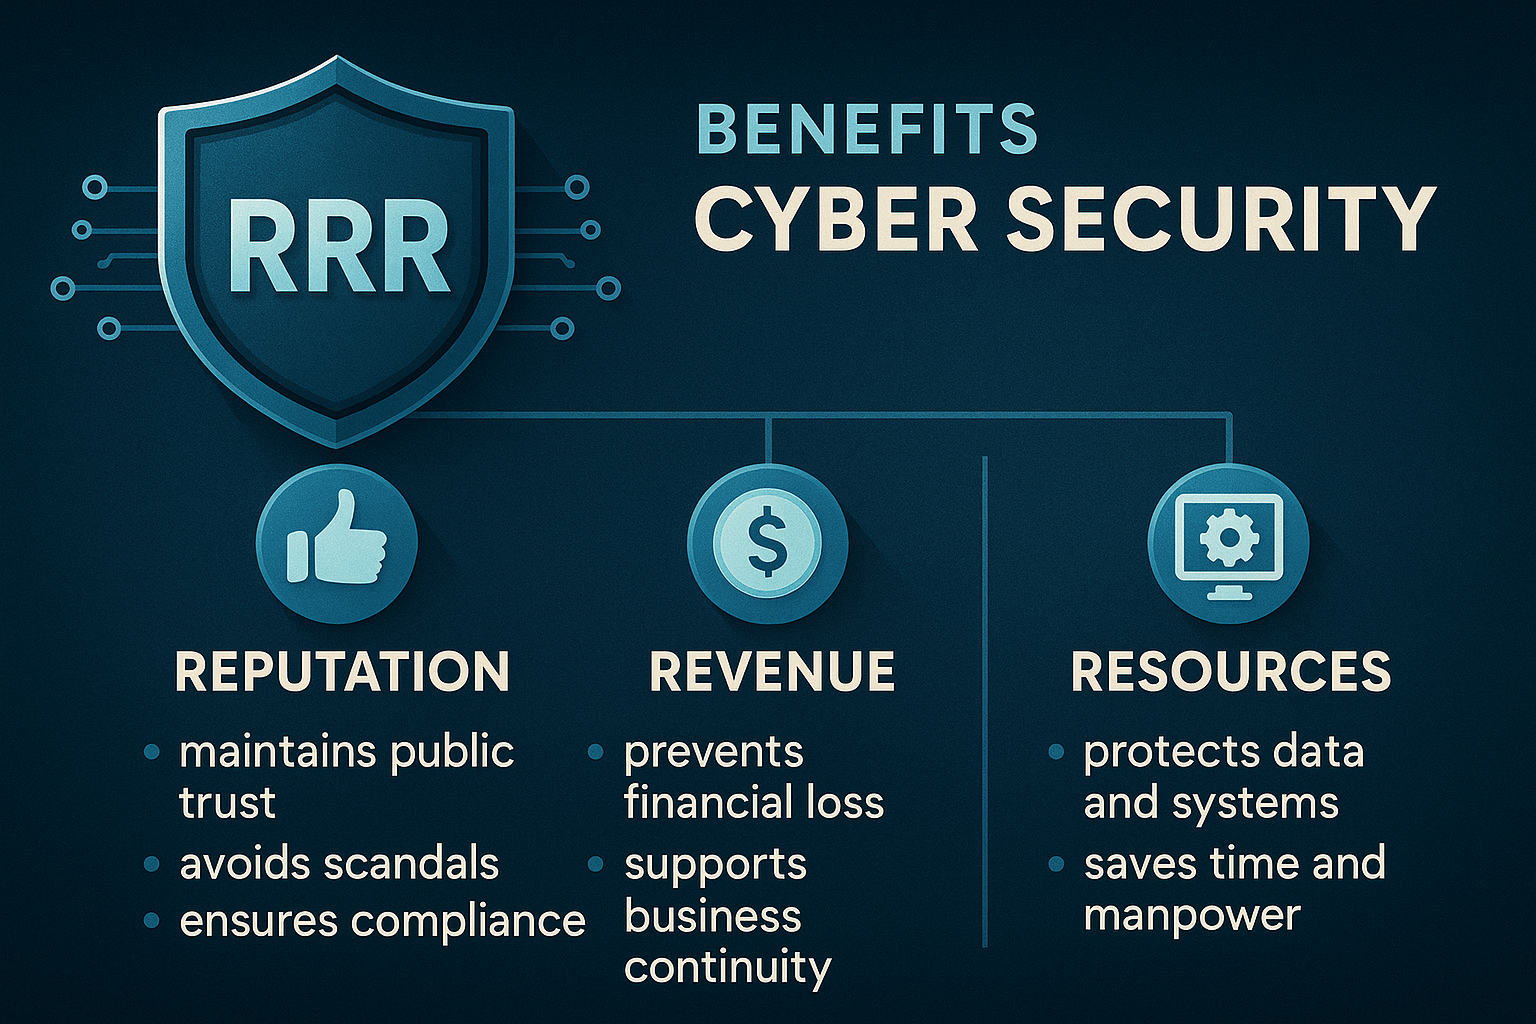 RRR
BENEFITS
CYBER SECURITY
$
REPUTATION
• maintains public
trust
• avoids scandals
• ensures compliance
REVENUE
• prevents
financial loss
• supports
business
continuity
RESOURCES
• protects data
and systems
• saves time and
manpower